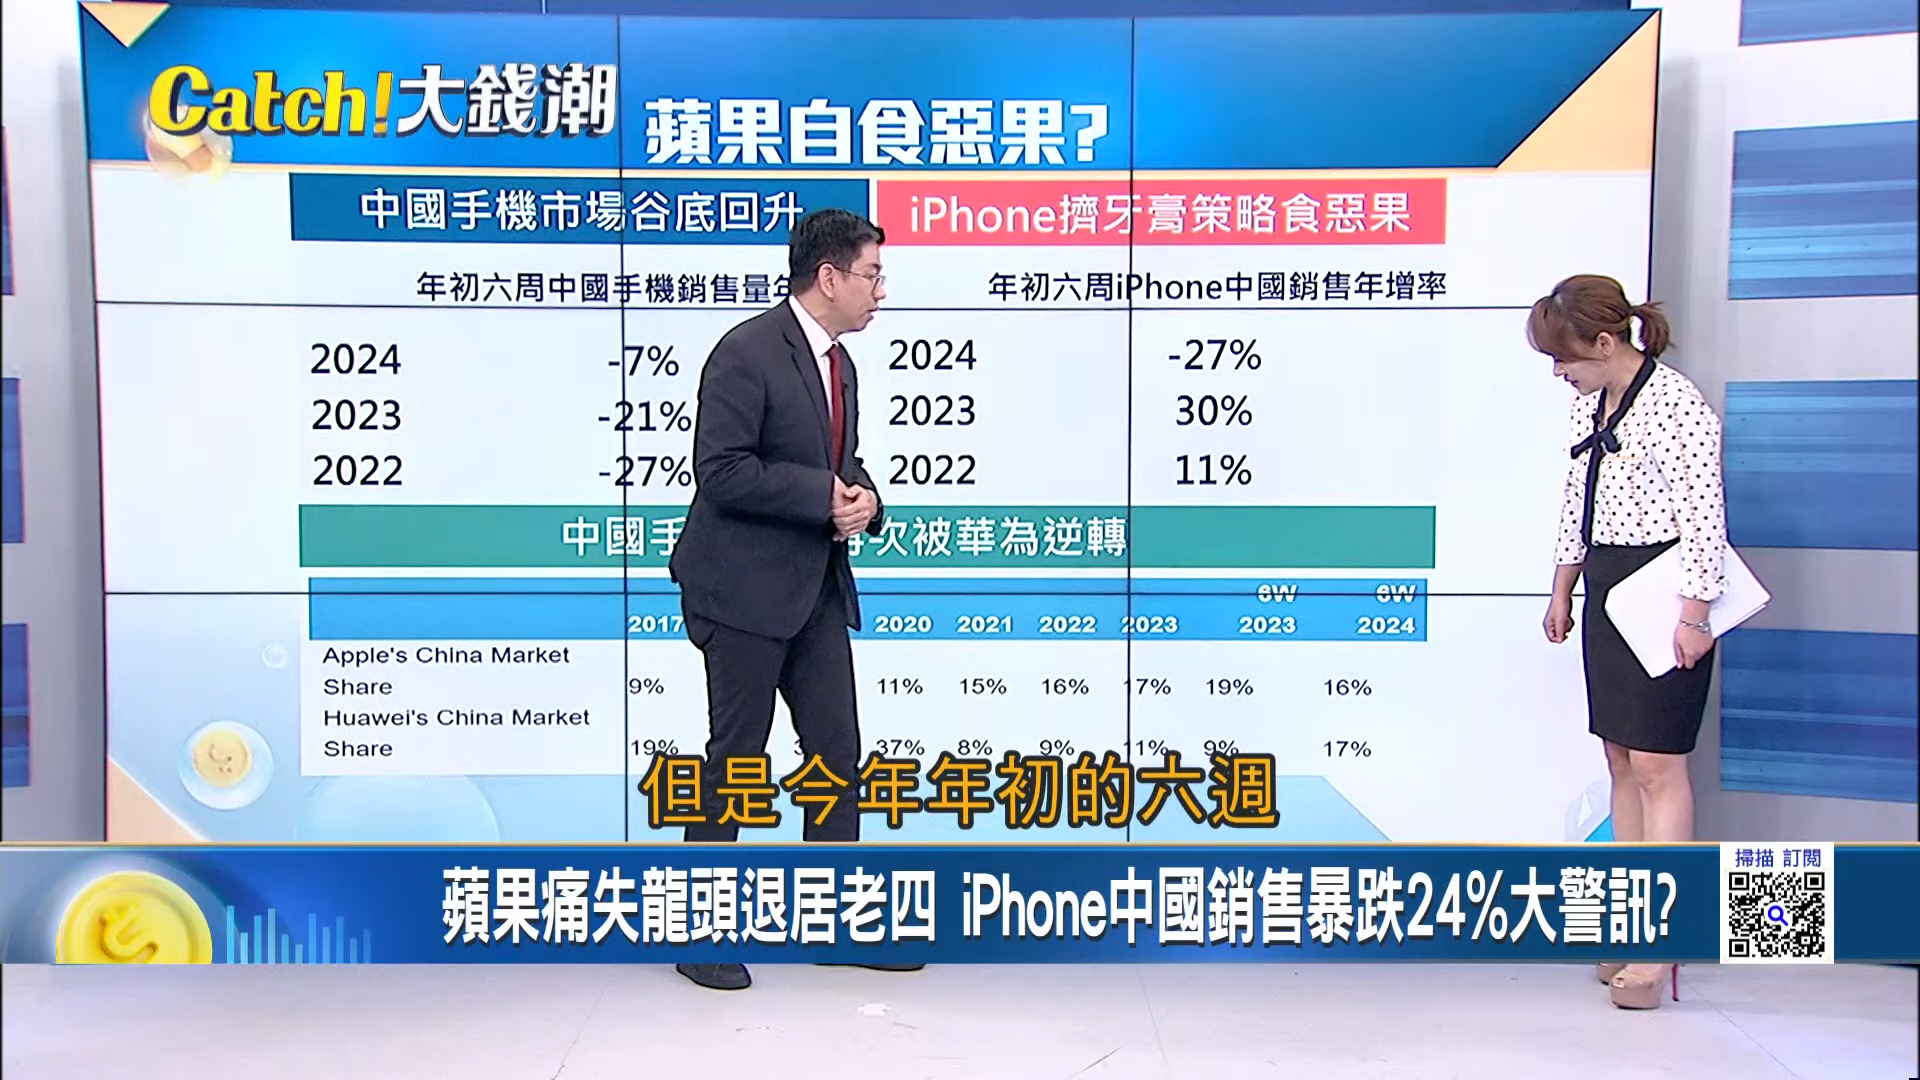 Catch!大錢潮
蘋果自食惡果?
中國手機市場谷底回升
iPhone擠牙膏策略食惡果
年初六周中國手機銷售量年
年初六周iPhone中國銷售年增率
2024 -7%
2023 -21%
2022 -27%
2024 -27%
2023 30%
2022 11%
中國手 次被華為逆轉
6W 6W
2017 2020 2021 2022 2023 2023 2024
Apple's China Market
Share 9% 11% 15% 16% 17% 19% 16%
Huawei's China Market
Share 19% 37% 8% 9% 11% 9% 17%
但是今年年初的六週
蘋果痛失龍頭退居老四 iPhone中國銷售暴跌24%大警訊?
掃描 訂閱